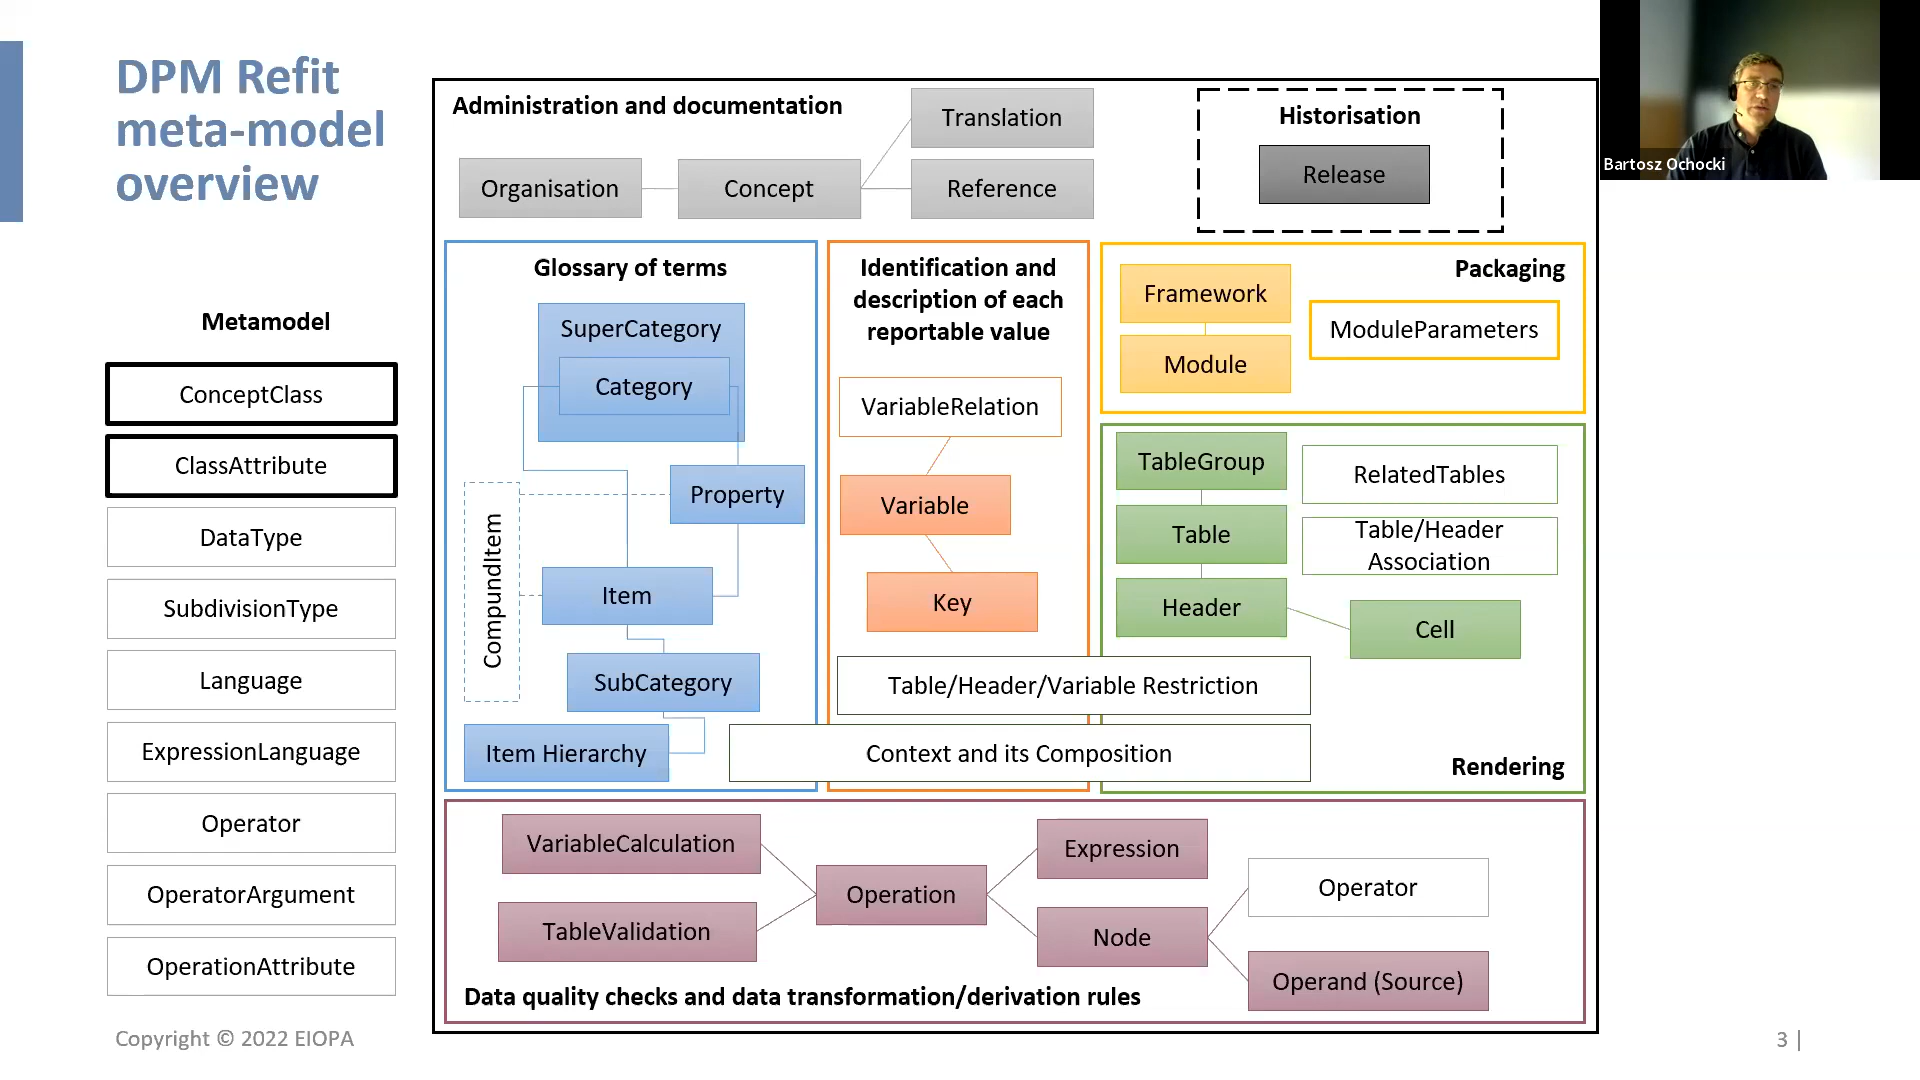 DPM Refit
meta-model
overview
Metamodel
ConceptClass
ClassAttribute
DataType
SubdivisionType
Language
ExpressionLanguage
Operator
OperatorArgument
OperationAttribute
Administration and documentation
Organisation
Concept
Translation
Reference
Historisation
Release
Glossary of terms
SuperCategory
Category
Property
CompundItem
Item
SubCategory
Item Hierarchy
Identification and
description of each
reportable value
VariableRelation
Variable
Key
Packaging
Framework
Module
ModuleParameters
TableGroup
Table
Header
RelatedTables
Table/Header
Association
Cell
Table/Header/Variable Restriction
Context and its Composition
Rendering
VariableCalculation
TableValidation
Operation
Expression
Node
Operator
Operand (Source)
Data quality checks and data transformation/derivation rules
Bartosz Ochocki
Copyright © 2022 EIOPA
3 |